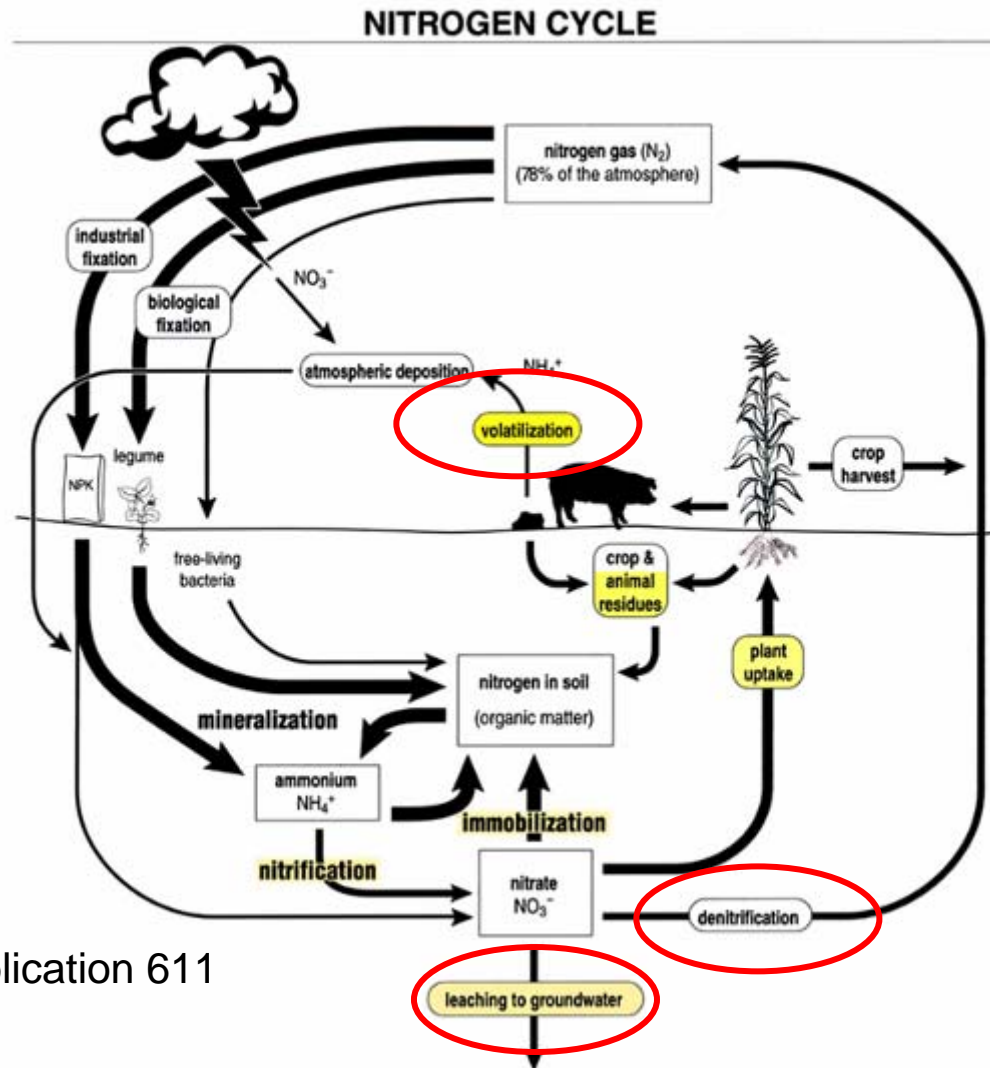 NITROGEN CYCLE
nitrogen gas (N₂)
(78% of the atmosphere)
industrial
fixation
NO₃⁻
biological
fixation
atmospheric deposition
NH₄⁺
volatilization
legume
NPK
crop
harvest
free-living
bacteria
crop &
animal
residues
plant
uptake
nitrogen in soil
(organic matter)
mineralization
ammonium
NH₄⁺
immobilization
nitrification
nitrate
NO₃⁻
denitrification
lication 611
leaching to groundwater